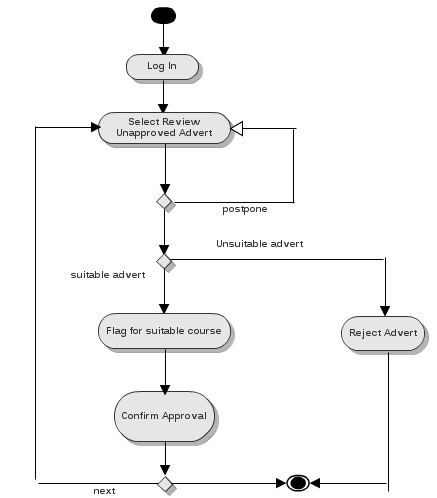 Log In
Select Review
Unapproved Advert
postpone
Unsuitable advert
suitable advert
Flag for suitable course
Reject Advert
Confirm Approval
next